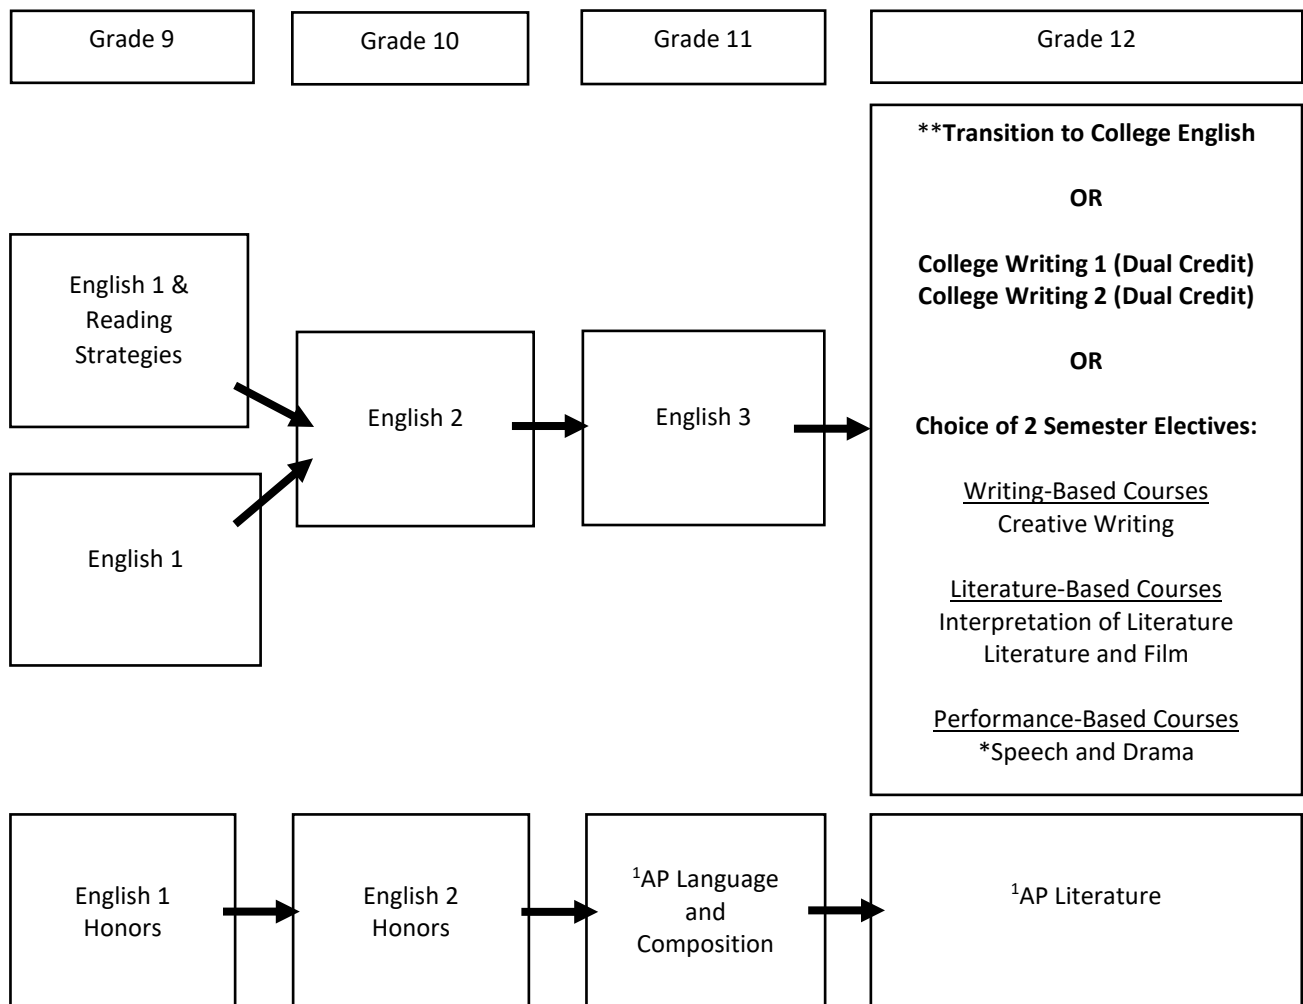 Grade 9
Grade 10
Grade 11
Grade 12
**Transition to College English
OR
College Writing 1 (Dual Credit)
College Writing 2 (Dual Credit)
OR
Choice of 2 Semester Electives:
Writing-Based Courses
Creative Writing
Literature-Based Courses
Interpretation of Literature
Literature and Film
Performance-Based Courses
*Speech and Drama
English 1 &
Reading
Strategies
English 2
English 3
English 1
English 1
Honors
English 2
Honors
¹AP Language
and
Composition
¹AP Literature